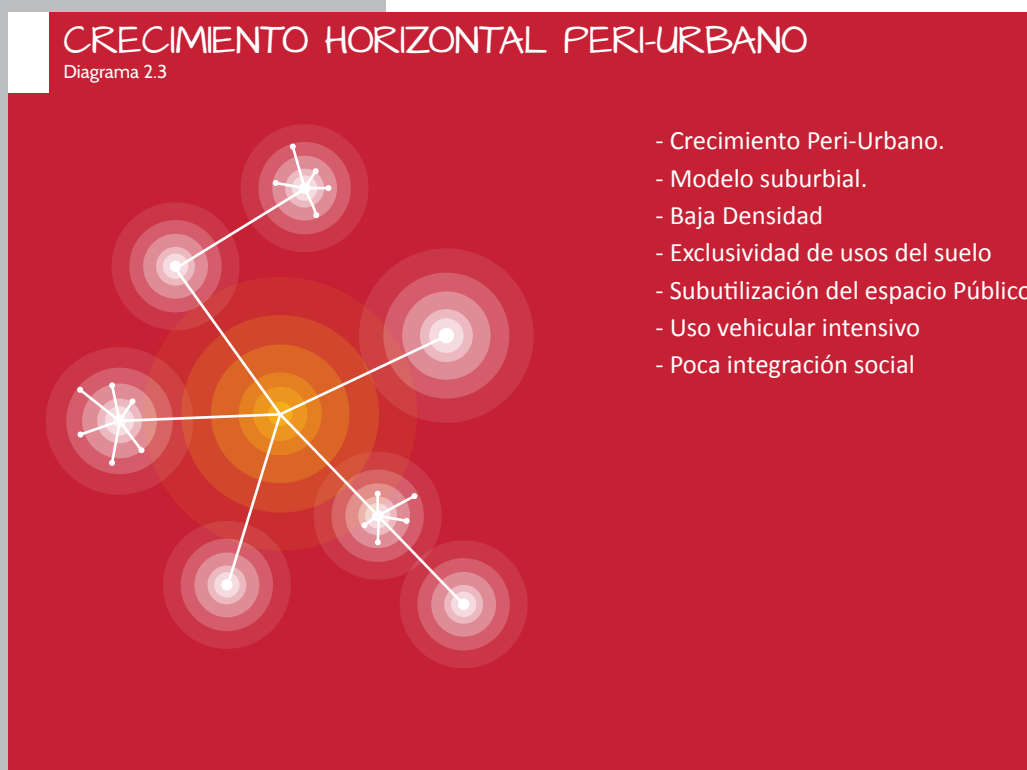 CRECIMIENTO HORIZONTAL PERI-URBANO
Diagrama 2.3
- Crecimiento Peri-Urbano.
- Modelo suburbial.
- Baja Densidad
- Exclusividad de usos del suelo
- Subutilización del espacio Público
- Uso vehicular intensivo
- Poca integración social